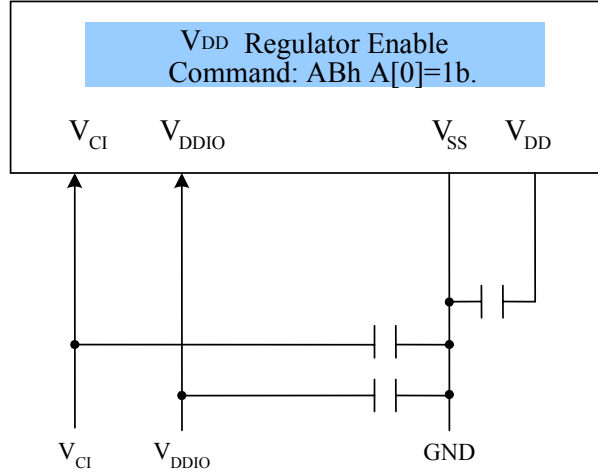 VDD Regulator Enable
Command: ABh A[0]=1b.
VCI VDDIO VSS VDD
VCI VDDIO GND